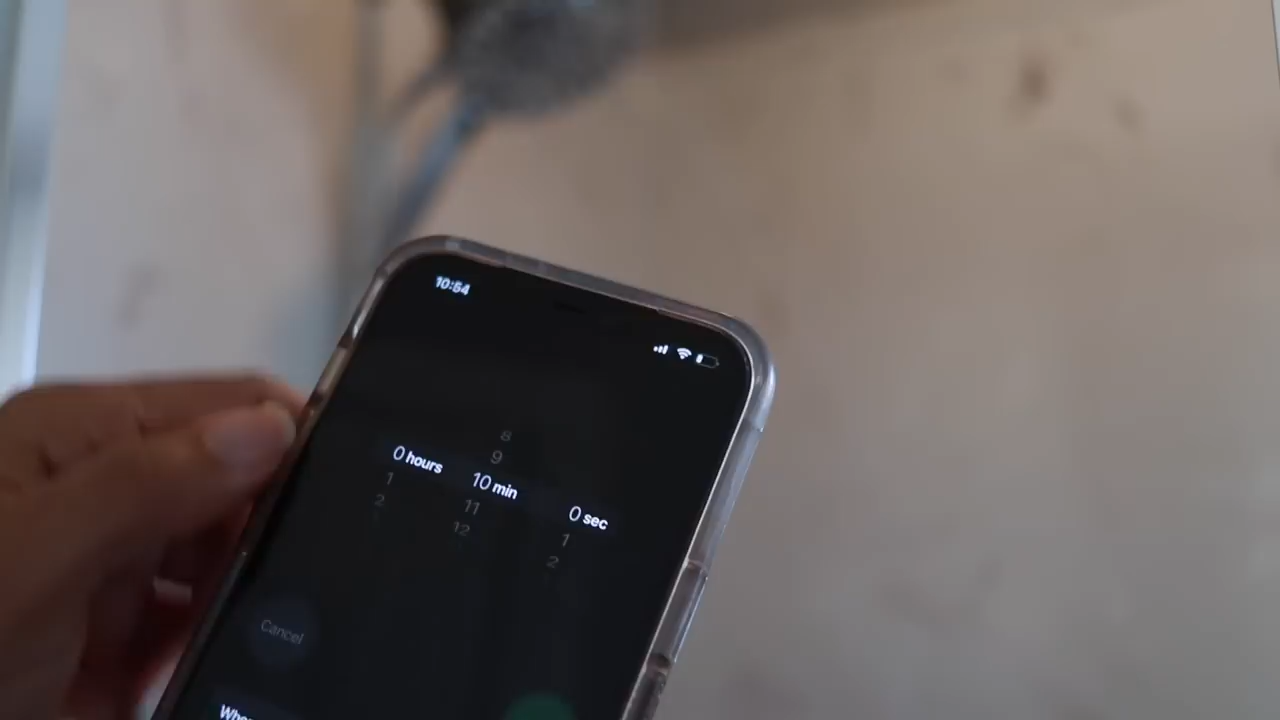 10:54
8
9
0 hours 10 min 0 sec
1 11 1
2 12 2
Cancel